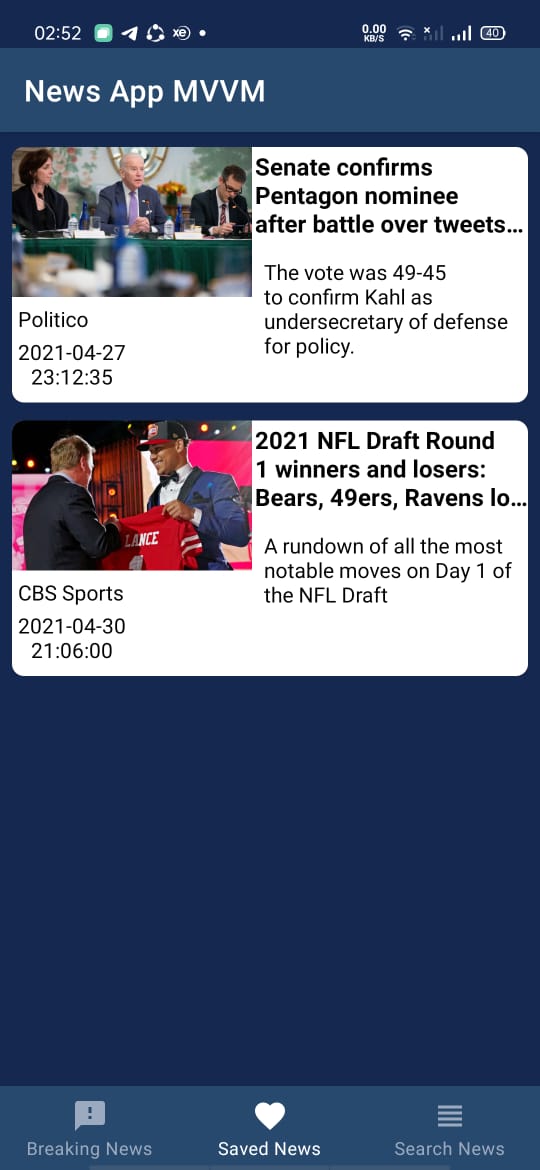 02:52
0.00
KB/S
40
News App MVVM
Senate confirms
Pentagon nominee
after battle over tweets…
The vote was 49-45
to confirm Kahl as
undersecretary of defense
for policy.
Politico
2021-04-27
23:12:35
LANCE
1
2021 NFL Draft Round
1 winners and losers:
Bears, 49ers, Ravens lo…
A rundown of all the most
notable moves on Day 1 of
the NFL Draft
CBS Sports
2021-04-30
21:06:00
Breaking News
Saved News
Search News